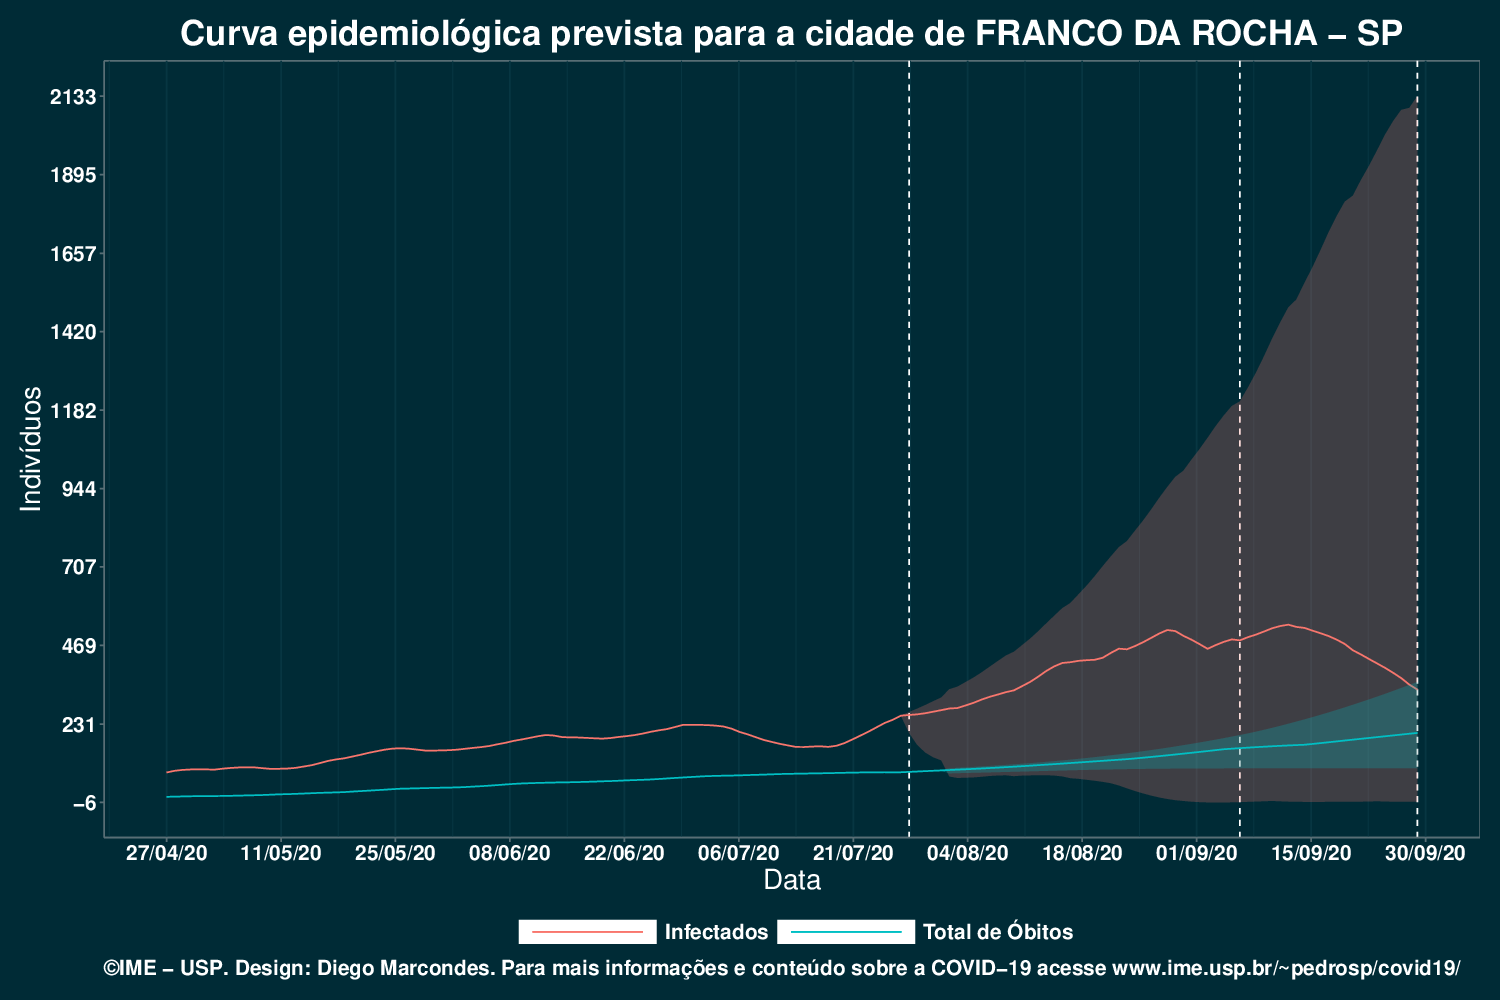 Curva epidemiológica prevista para a cidade de FRANCO DA ROCHA – SP
2133
1895
1657
1420
1182
944
707
469
231
–6
Indivíduos
27/04/20 11/05/20 25/05/20 08/06/20 22/06/20 06/07/20 21/07/20 04/08/20 18/08/20 01/09/20 15/09/20 30/09/20
Data
Infectados Total de Óbitos
©IME – USP. Design: Diego Marcondes. Para mais informações e conteúdo sobre a COVID–19 acesse www.ime.usp.br/~pedrosp/covid19/